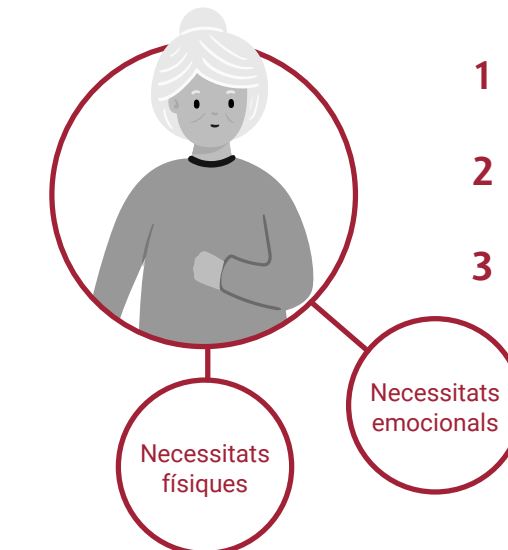 1
2
3
Necessitats
emocionals
Necessitats
físiques